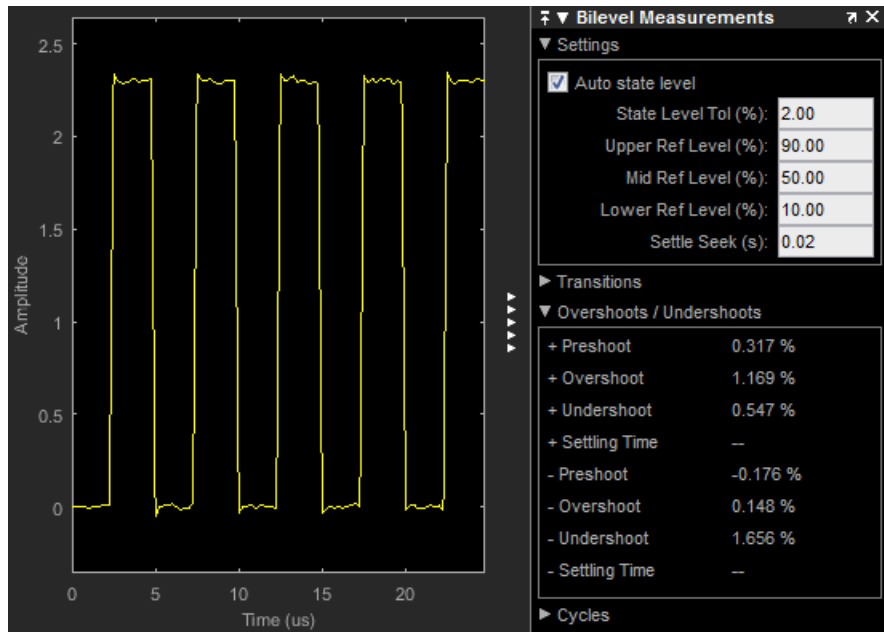 2.5
2
1.5
1
0.5
0
Amplitude
0 5 10 15 20
Time (us)
Bilevel Measurements
Settings
Auto state level
State Level Tol (%): 2.00
Upper Ref Level (%): 90.00
Mid Ref Level (%): 50.00
Lower Ref Level (%): 10.00
Settle Seek (s): 0.02
Transitions
Overshoots / Undershoots
+ Preshoot 0.317 %
+ Overshoot 1.169 %
+ Undershoot 0.547 %
+ Settling Time --
- Preshoot -0.176 %
- Overshoot 0.148 %
- Undershoot 1.656 %
- Settling Time --
Cycles